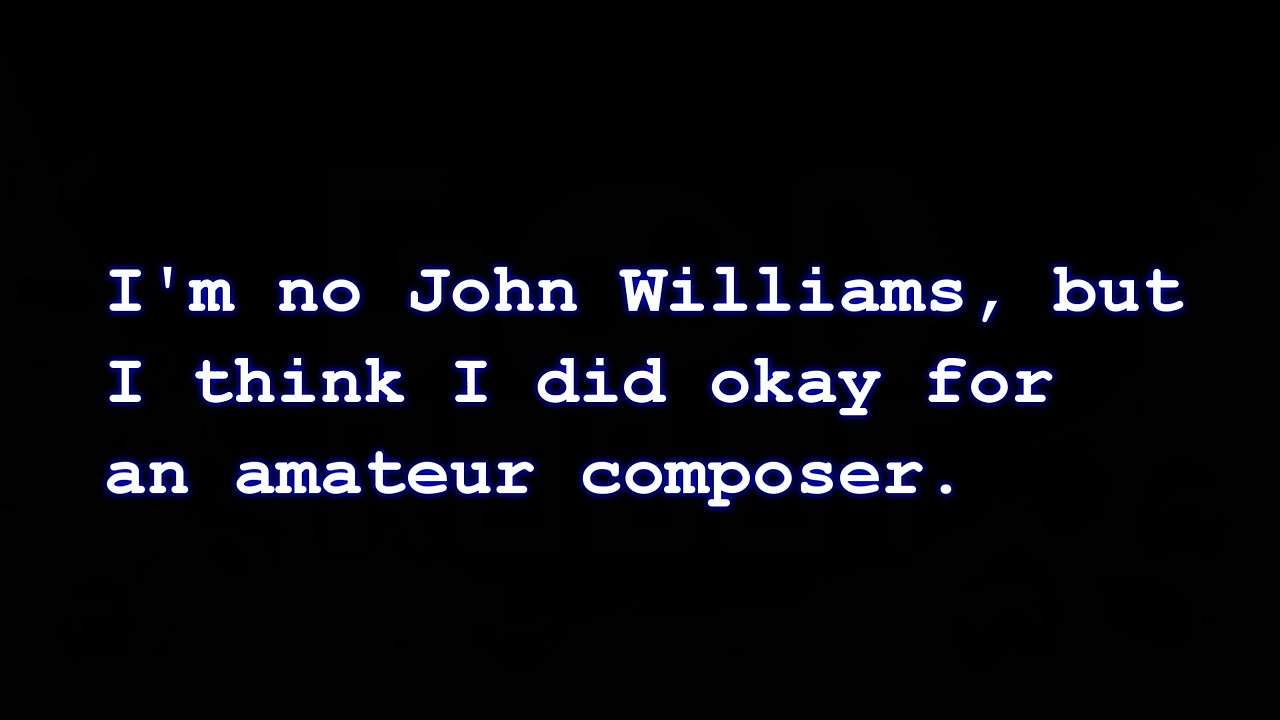 I'm no John Williams, but
I think I did okay for
an amateur composer.